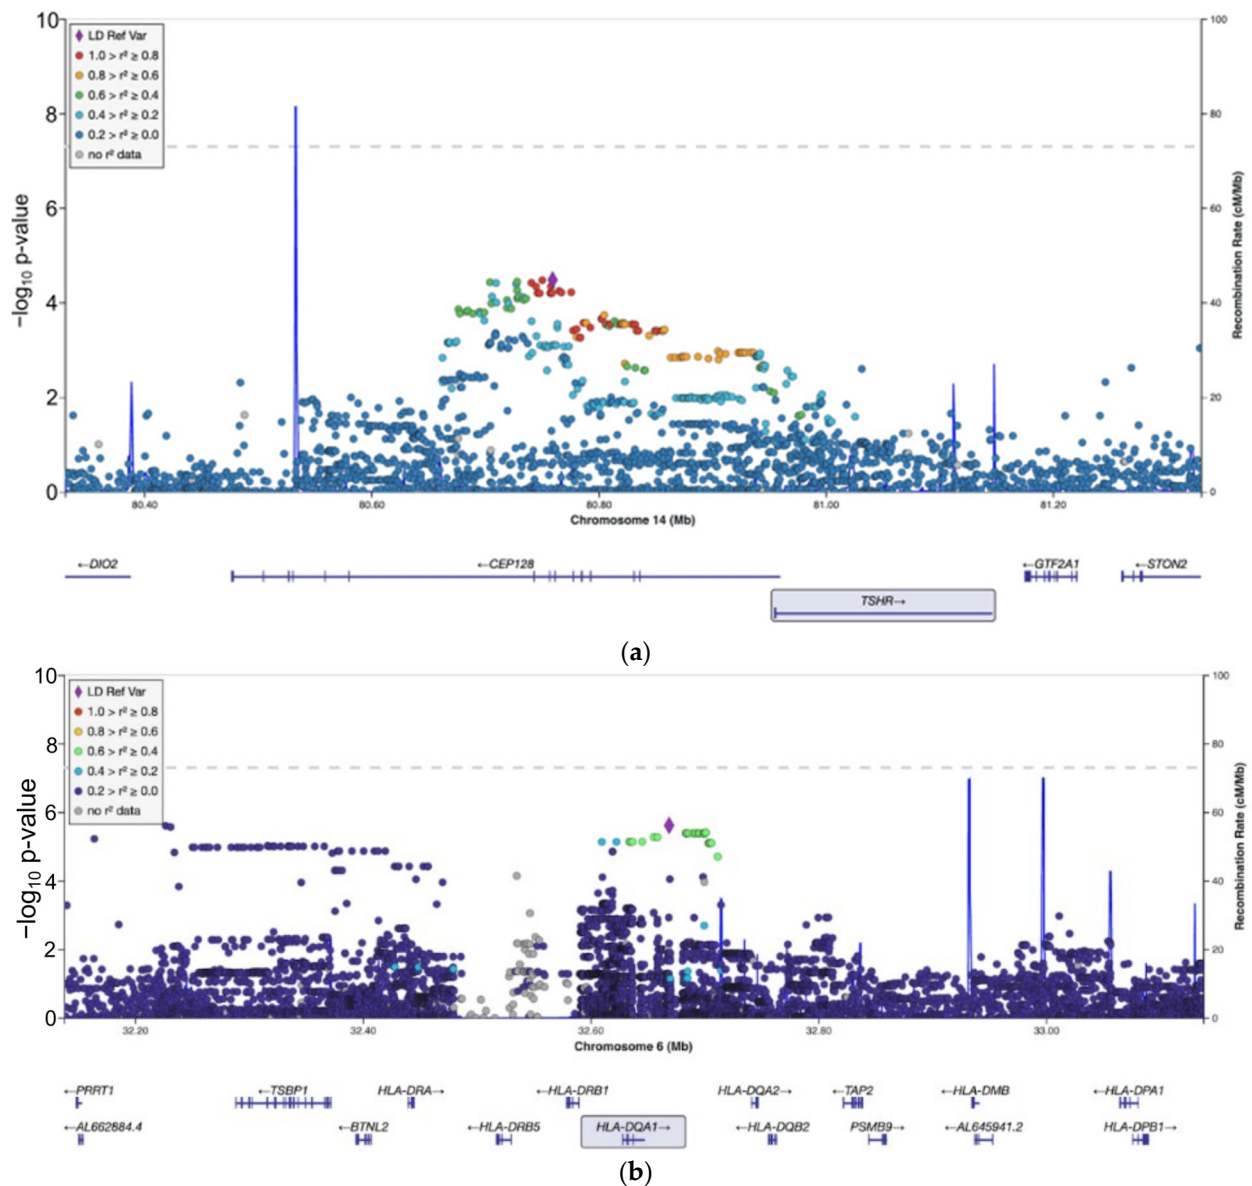 10
100
LD Ref Var
1.0 > r² ≥ 0.8
0.8 > r² ≥ 0.6
0.6 > r² ≥ 0.4
0.4 > r² ≥ 0.2
0.2 > r² ≥ 0.0
no r² data
8
80
6
60
4
40
2
20
0
0
−log10 p-value
Recombination Rate (cM/Mb)
80.40 80.60 80.80 81.00 81.20
Chromosome 14 (Mb)
←DIO2 ←CEP128 ←GTF2A1 ←STON2
TSHR→
(a)
10
100
LD Ref Var
1.0 > r² ≥ 0.8
0.8 > r² ≥ 0.6
0.6 > r² ≥ 0.4
0.4 > r² ≥ 0.2
0.2 > r² ≥ 0.0
no r² data
8
80
6
60
4
40
2
20
0
0
−log10 p-value
Recombination Rate (cM/Mb)
32.20 32.40 32.60 32.80 33.00
Chromosome 6 (Mb)
←PRRT1 ←TSBP1 HLA-DRA→ ←HLA-DRB1 HLA-DQA2→ ←TAP2 ←HLA-DMB ←HLA-DPA1
←AL662884.4 ←BTNL2 ←HLA-DRB5 HLA-DQA1→ ←HLA-DQB2 PSMB9→ ←AL645941.2 HLA-DPB1→
(b)